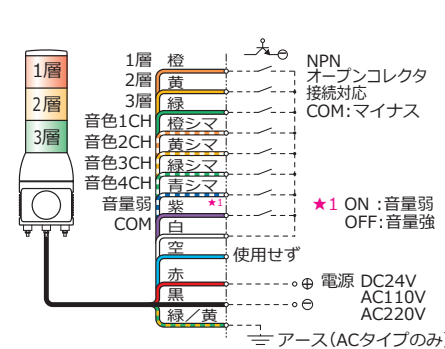 1層
2層
3層
1層 橙
2層 黄
3層 緑
音色1CH 橙シマ
音色2CH 黄シマ
音色3CH 緑シマ
音色4CH 青シマ
音量弱 紫 ★1
COM 白
空 使用せず
赤
黒
緑／黄
NPN
オープンコレクタ
接続対応
COM：マイナス
★1 ON ：音量弱
OFF：音量強
⊖
⊕ 電源 DC24V
⊖ AC110V
AC220V
アース（ACタイプのみ）